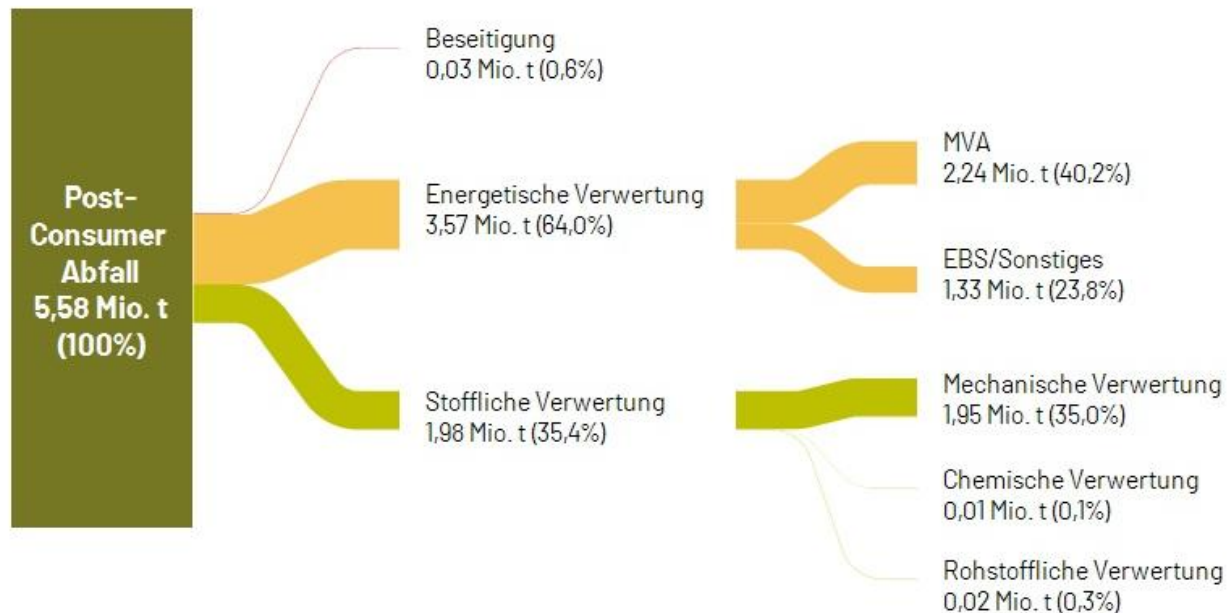 Post-
Consumer
Abfall
5,58 Mio. t
(100%)
Beseitigung
0,03 Mio. t (0,6%)
Energetische Verwertung
3,57 Mio. t (64,0%)
Stoffliche Verwertung
1,98 Mio. t (35,4%)
MVA
2,24 Mio. t (40,2%)
EBS/Sonstiges
1,33 Mio. t (23,8%)
Mechanische Verwertung
1,95 Mio. t (35,0%)
Chemische Verwertung
0,01 Mio. t (0,1%)
Rohstoffliche Verwertung
0,02 Mio. t (0,3%)